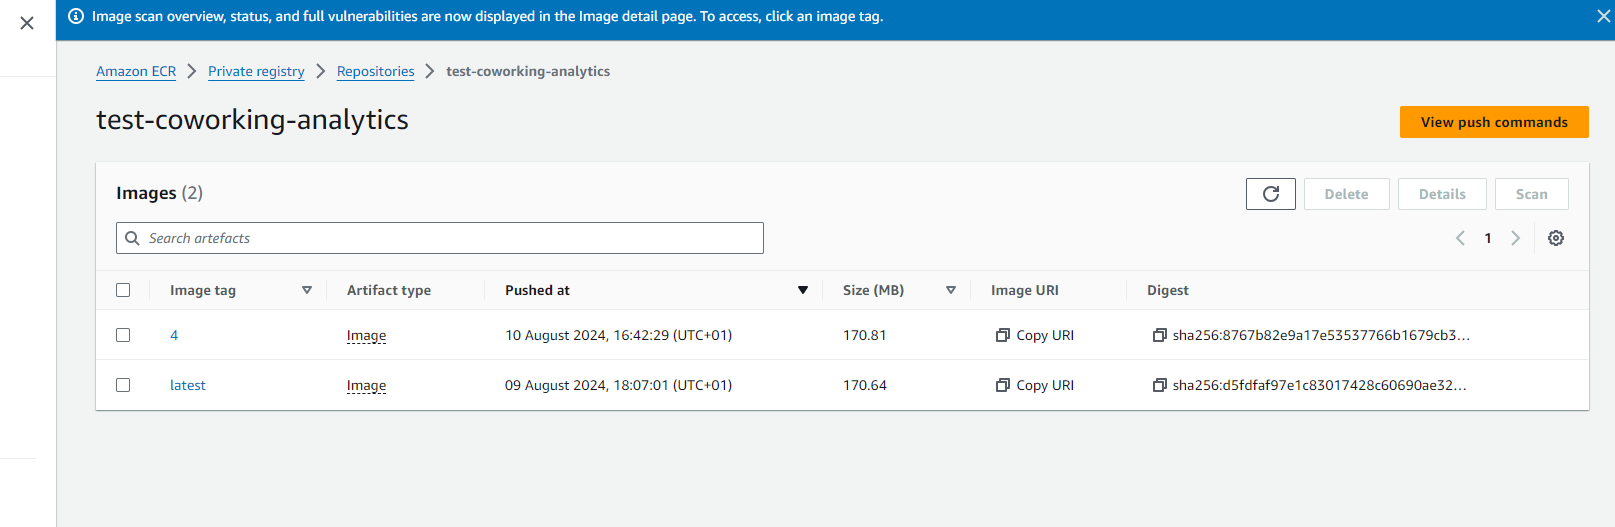 Image scan overview, status, and full vulnerabilities are now displayed in the Image detail page. To access, click an image tag.
Amazon ECR > Private registry > Repositories > test-coworking-analytics
test-coworking-analytics
View push commands
Images (2)
Delete Details Scan
Search artefacts
1
Image tag Artifact type Pushed at Size (MB) Image URI Digest
4 Image 10 August 2024, 16:42:29 (UTC+01) 170.81 Copy URI sha256:8767b82e9a17e53537766b1679cb3...
latest Image 09 August 2024, 18:07:01 (UTC+01) 170.64 Copy URI sha256:d5fdfaf97e1c83017428c60690ae32...